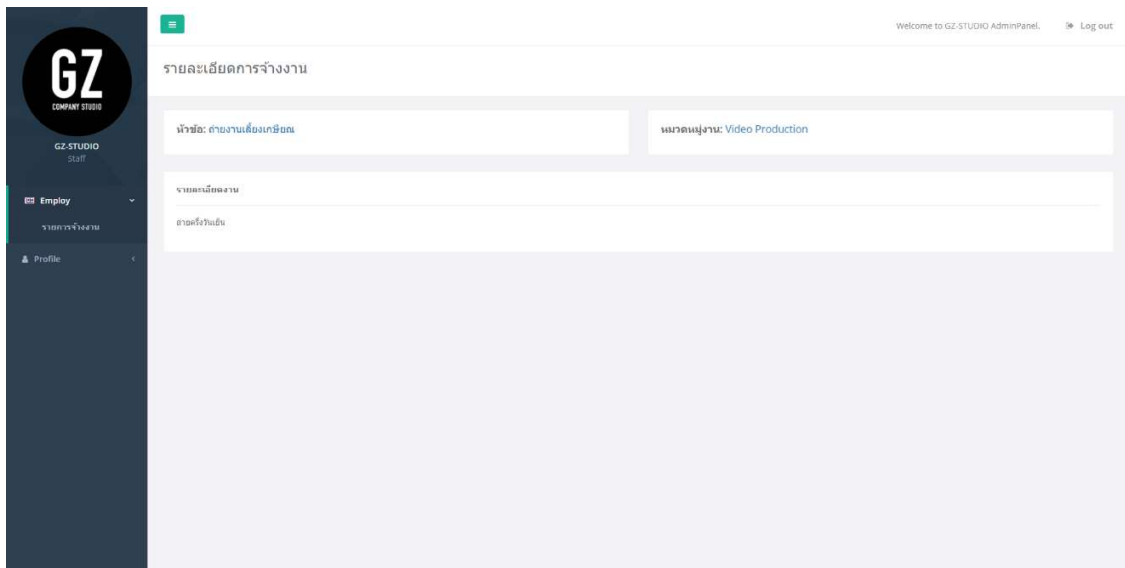 GZ
COMPANY STUDIO
GZ-STUDIO
Staff
Employ
รายการจ้างงาน
Profile
Welcome to GZ-STUDIO AdminPanel.
Log out
รายละเอียดการจ้างงาน
หัวข้อ: ถ่ายงานเลี้ยงเกษียณ
หมวดหมู่งาน: Video Production
รายละเอียดงาน
ถ่ายครึ่งวันเย็น